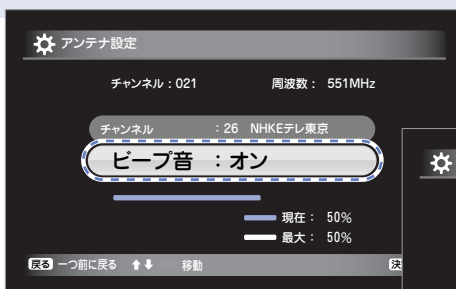 アンテナ設定
チャンネル：021 周波数： 551MHz
チャンネル ：26 NHKEテレ東京
ビープ音 ：オン
現在： 50%
最大： 50%
戻る 一つ前に戻る 移動 決